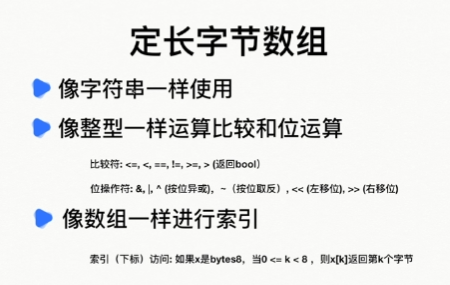 定长字节数组
像字符串一样使用
像整型一样运算比较和位运算
比较符: <=, <, ==, !=, >=, > (返回bool）
位操作符: &, |, ^ (按位异或)，~（按位取反）, << (左移位), >> (右移位)
像数组一样进行索引
索引（下标）访问: 如果x是bytes8，当0 <= k < 8 ，则x[k]返回第k个字节